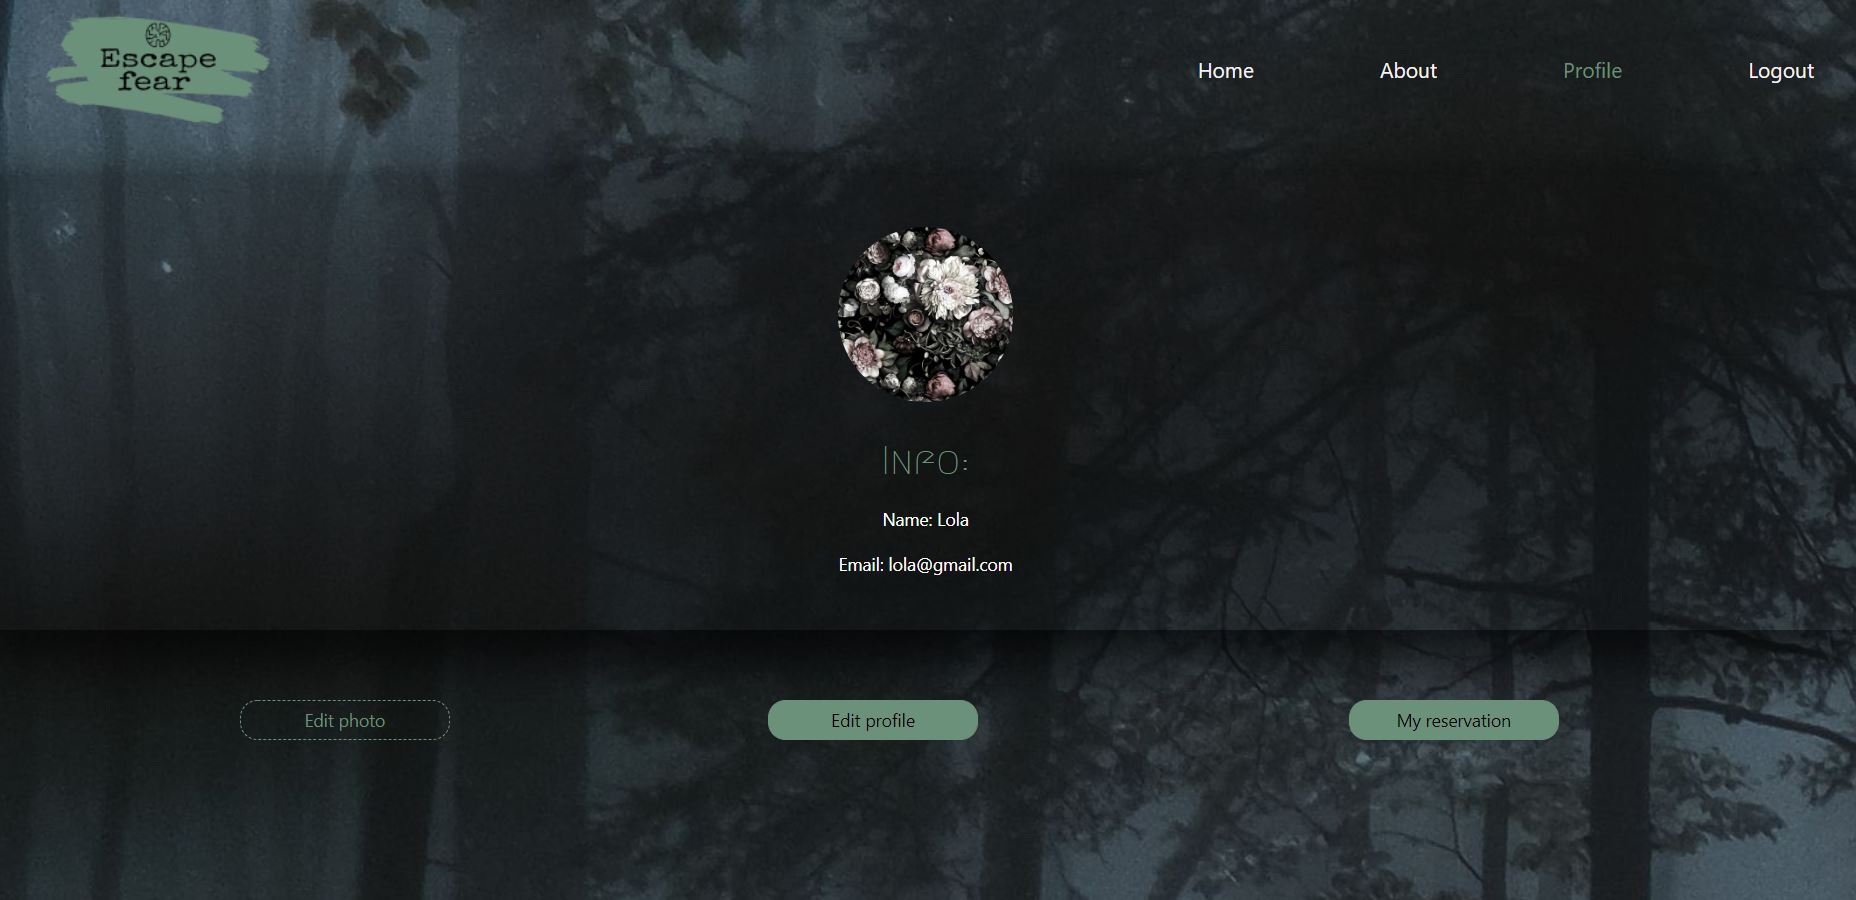 Escape
fear
Home
About
Profile
Logout
Info:
Name: Lola
Email: lola@gmail.com
Edit photo
Edit profile
My reservation